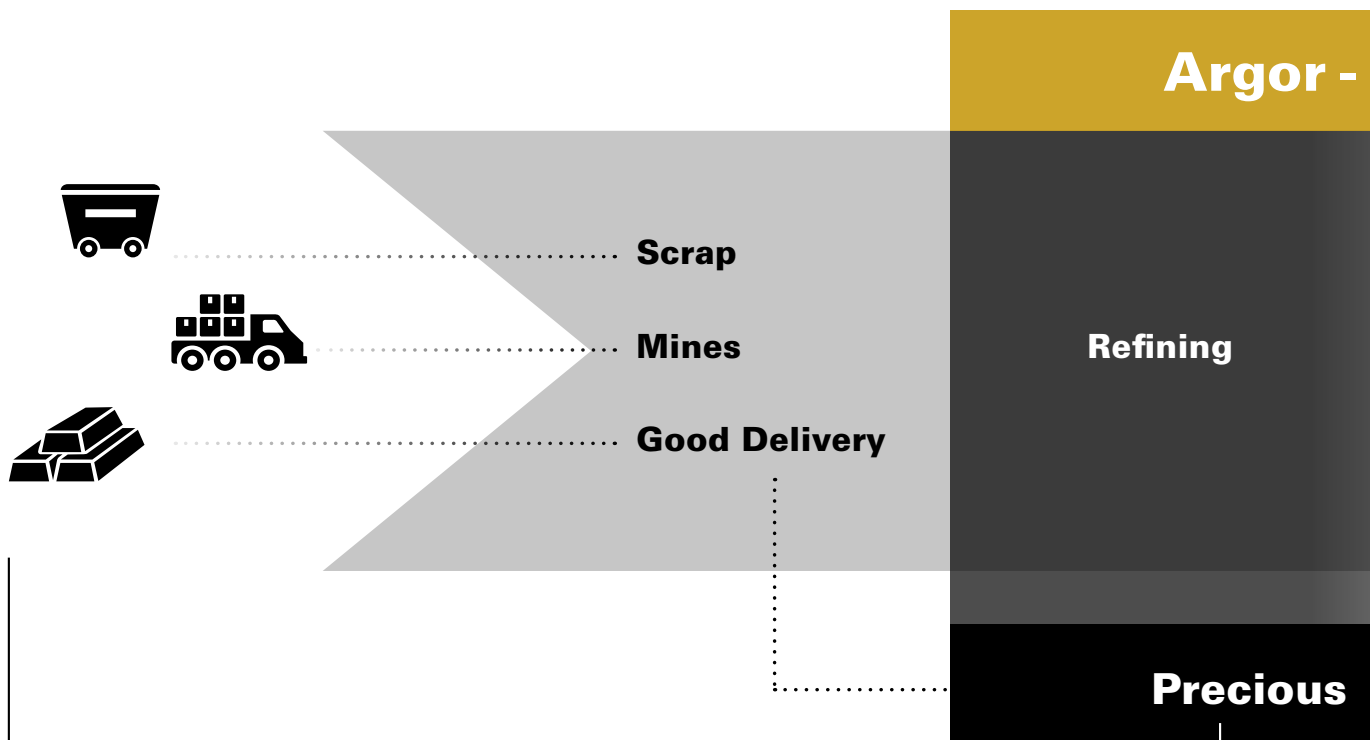 Argor -
Scrap
Mines
Refining
Good Delivery
Precious